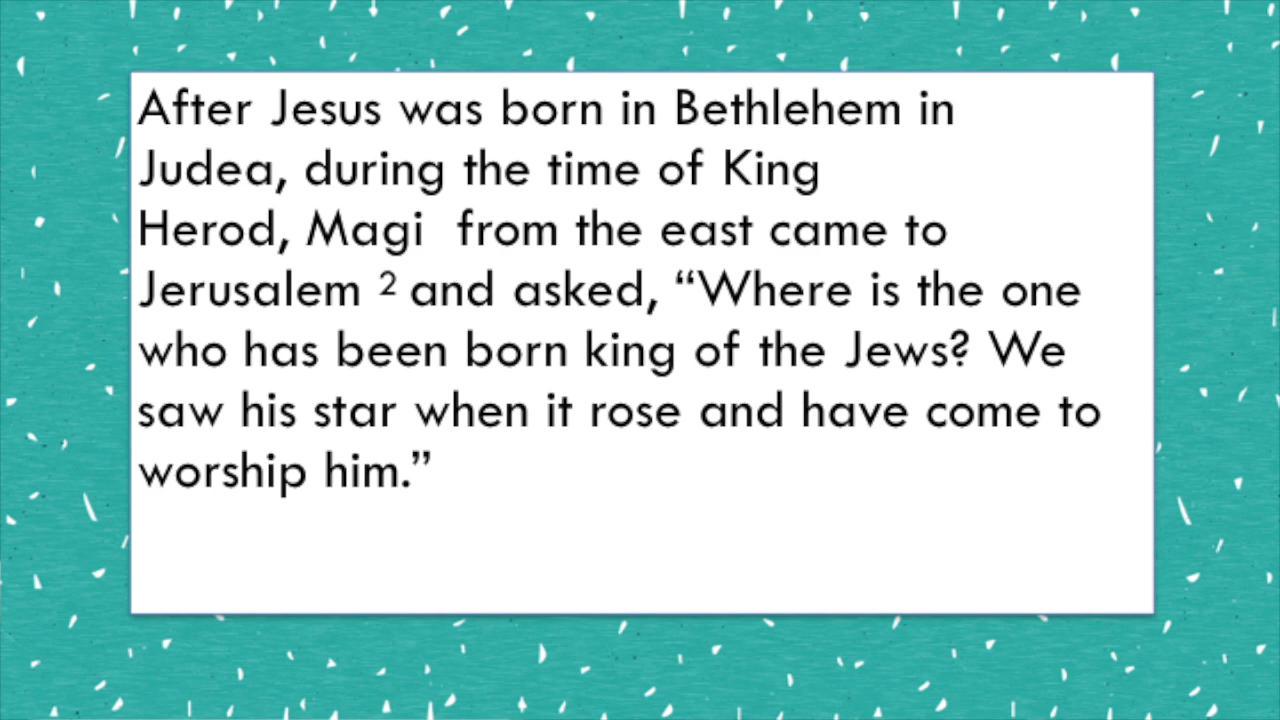 After Jesus was born in Bethlehem in
Judea, during the time of King
Herod, Magi  from the east came to
Jerusalem ² and asked, “Where is the one
who has been born king of the Jews? We
saw his star when it rose and have come to
worship him.”